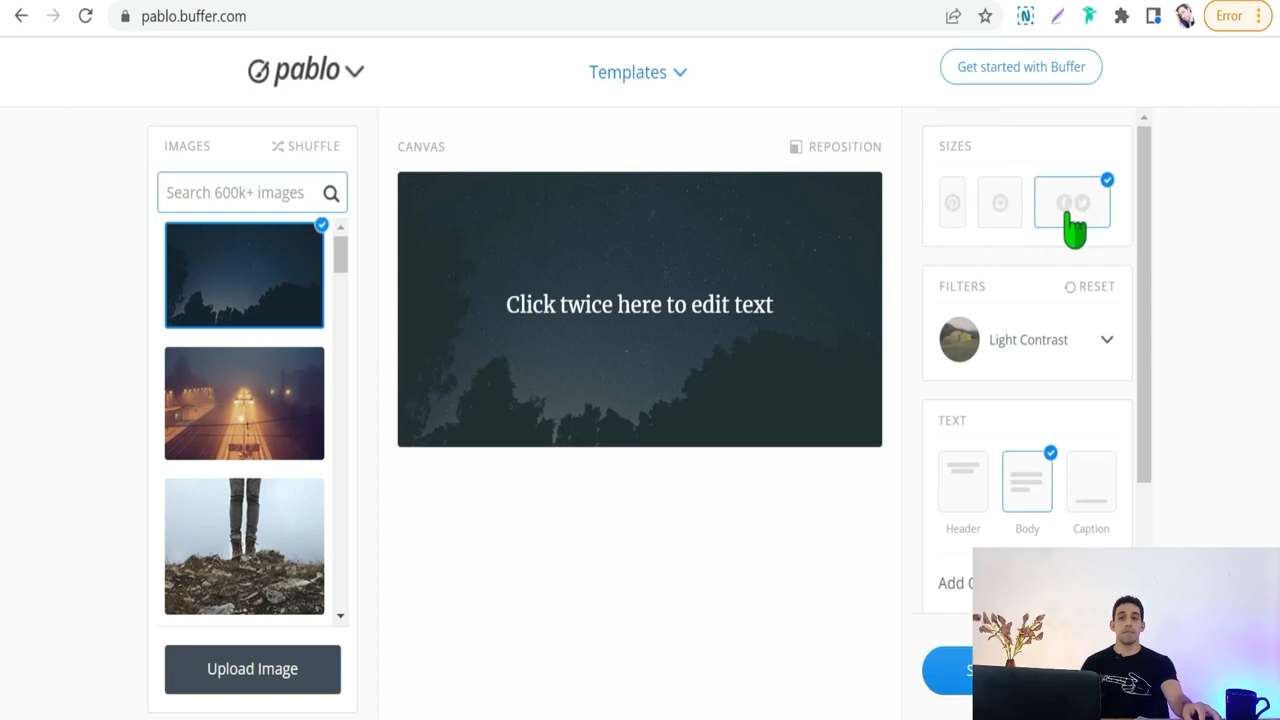 pablo.buffer.com
Error
pablo
Templates
Get started with Buffer
IMAGES
SHUFFLE
Search 600k+ images
Upload Image
CANVAS
REPOSITION
Click twice here to edit text
SIZES
FILTERS
RESET
Light Contrast
TEXT
Header
Body
Caption
Add